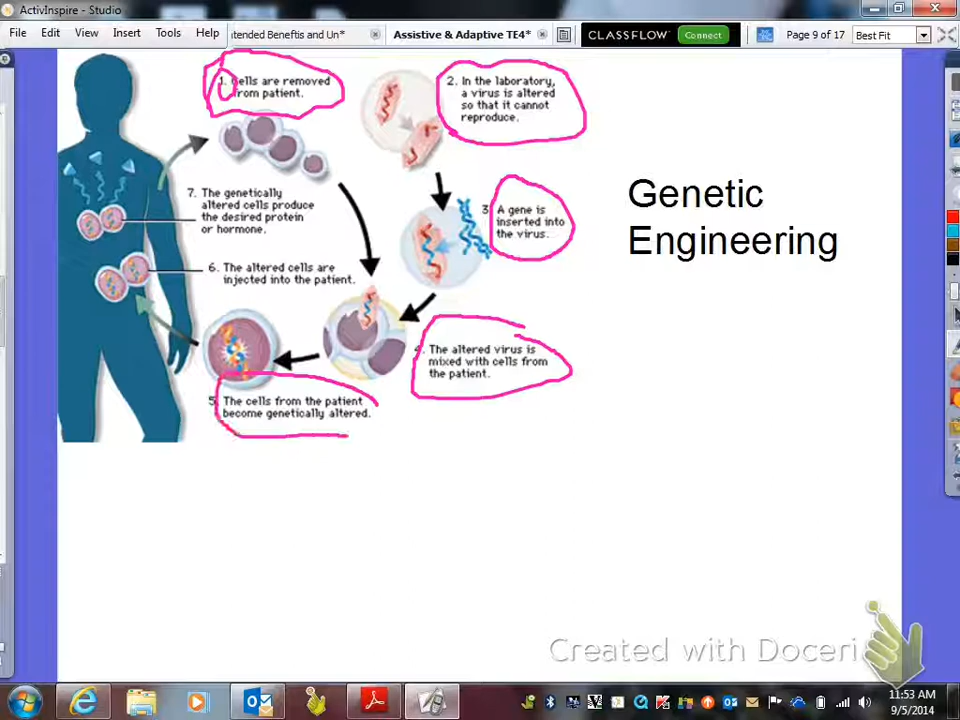 ActivInspire - Studio
File Edit View Insert Tools Help
tended Beneftis and Un*
Assistive & Adaptive TE4*
CLASSFLOW
Connect
Page 9 of 17
Best Fit
1. Cells are removed
from patient.
2. In the laboratory,
a virus is altered
so that it cannot
reproduce.
3. A gene is
inserted into
the virus.
4. The altered virus is
mixed with cells from
the patient.
5. The cells from the patient
become genetically altered.
6. The altered cells are
injected into the patient.
7. The genetically
altered cells produce
the desired protein
or hormone.
Genetic
Engineering
Created with Doceri
11:53 AM
9/5/2014